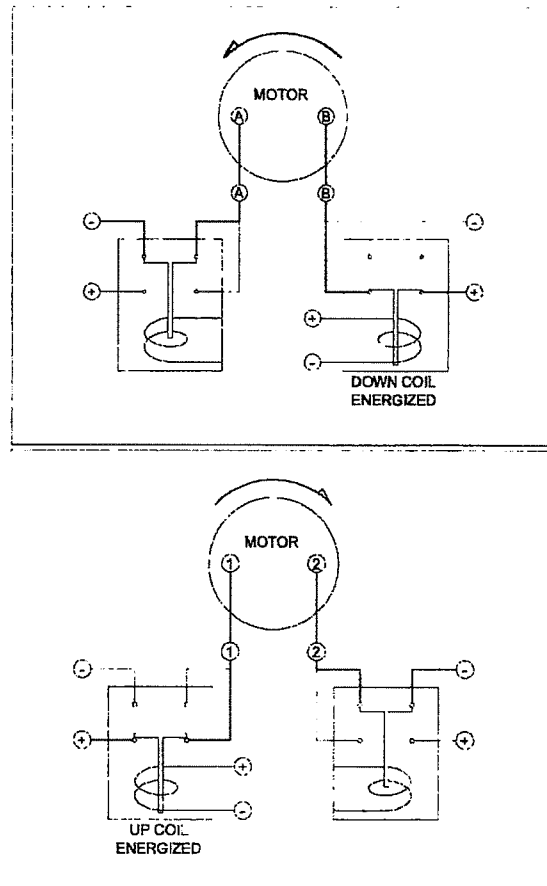 MOTOR
A B
A B
- -
+ +
+
-
DOWN COIL
ENERGIZED
MOTOR
1 2
1 2
- -
+ +
+
-
UP COIL
ENERGIZED